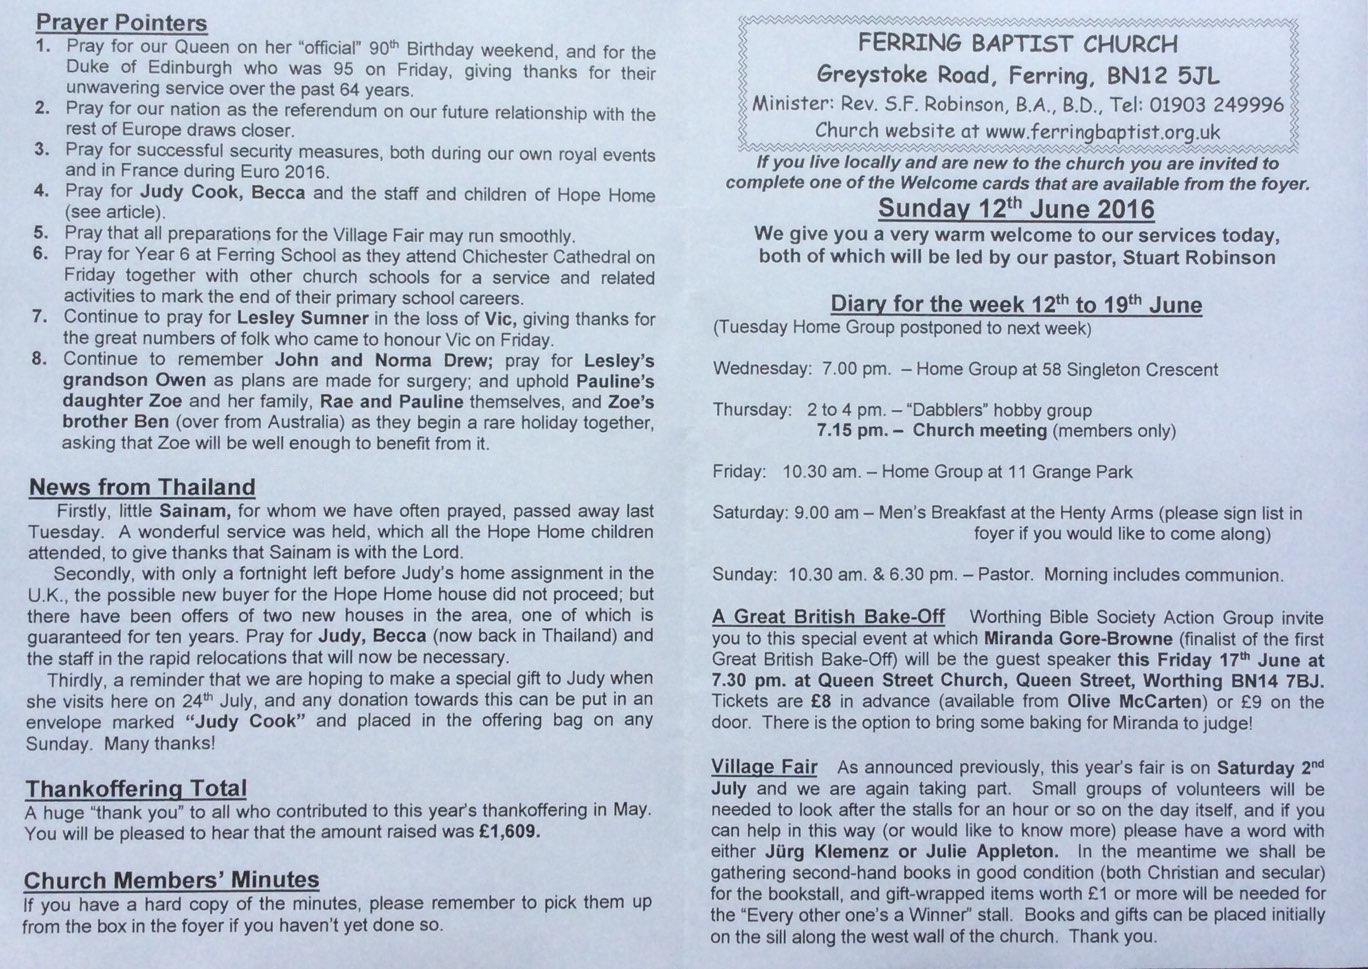 Prayer Pointers
1. Pray for our Queen on her “official” 90th Birthday weekend, and for the
Duke of Edinburgh who was 95 on Friday, giving thanks for their
unwavering service over the past 64 years.
2. Pray for our nation as the referendum on our future relationship with the
rest of Europe draws closer.
3. Pray for successful security measures, both during our own royal events
and in France during Euro 2016.
4. Pray for Judy Cook, Becca and the staff and children of Hope Home
(see article).
5. Pray that all preparations for the Village Fair may run smoothly.
6. Pray for Year 6 at Ferring School as they attend Chichester Cathedral on
Friday together with other church schools for a service and related
activities to mark the end of their primary school careers.
7. Continue to pray for Lesley Sumner in the loss of Vic, giving thanks for
the great numbers of folk who came to honour Vic on Friday.
8. Continue to remember John and Norma Drew; pray for Lesley's
grandson Owen as plans are made for surgery; and uphold Pauline's
daughter Zoe and her family, Rae and Pauline themselves, and Zoe's
brother Ben (over from Australia) as they begin a rare holiday together,
asking that Zoe will be well enough to benefit from it.
News from Thailand
Firstly, little Sainam, for whom we have often prayed, passed away last
Tuesday. A wonderful service was held, which all the Hope Home children
attended, to give thanks that Sainam is with the Lord.
Secondly, with only a fortnight left before Judy's home assignment in the
U.K., the possible new buyer for the Hope Home house did not proceed; but
there have been offers of two new houses in the area, one of which is
guaranteed for ten years. Pray for Judy, Becca (now back in Thailand) and
the staff in the rapid relocations that will now be necessary.
Thirdly, a reminder that we are hoping to make a special gift to Judy when
she visits here on 24th July, and any donation towards this can be put in an
envelope marked “Judy Cook” and placed in the offering bag on any
Sunday. Many thanks!
Thankoffering Total
A huge “thank you” to all who contributed to this year's thankoffering in May.
You will be pleased to hear that the amount raised was £1,609.
Church Members' Minutes
If you have a hard copy of the minutes, please remember to pick them up
from the box in the foyer if you haven't yet done so.
FERRING BAPTIST CHURCH
Greystoke Road, Ferring, BN12 5JL
Minister: Rev. S.F. Robinson, B.A., B.D., Tel: 01903 249996
Church website at www.ferringbaptist.org.uk
If you live locally and are new to the church you are invited to
complete one of the Welcome cards that are available from the foyer.
Sunday 12th June 2016
We give you a very warm welcome to our services today,
both of which will be led by our pastor, Stuart Robinson
Diary for the week 12th to 19th June
(Tuesday Home Group postponed to next week)
Wednesday: 7.00 pm. – Home Group at 58 Singleton Crescent
Thursday: 2 to 4 pm. – “Dabblers” hobby group
7.15 pm. – Church meeting (members only)
Friday: 10.30 am. – Home Group at 11 Grange Park
Saturday: 9.00 am – Men's Breakfast at the Henty Arms (please sign list in
foyer if you would like to come along)
Sunday: 10.30 am. & 6.30 pm. – Pastor. Morning includes communion.
A Great British Bake-Off Worthing Bible Society Action Group invite
you to this special event at which Miranda Gore-Browne (finalist of the first
Great British Bake-Off) will be the guest speaker this Friday 17th June at
7.30 pm. at Queen Street Church, Queen Street, Worthing BN14 7BJ.
Tickets are £8 in advance (available from Olive McCarten) or £9 on the
door. There is the option to bring some baking for Miranda to judge!
Village Fair As announced previously, this year's fair is on Saturday 2nd
July and we are again taking part. Small groups of volunteers will be
needed to look after the stalls for an hour or so on the day itself, and if you
can help in this way (or would like to know more) please have a word with
either Jürg Klemenz or Julie Appleton. In the meantime we shall be
gathering second-hand books in good condition (both Christian and secular)
for the bookstall, and gift-wrapped items worth £1 or more will be needed for
the “Every other one's a Winner” stall. Books and gifts can be placed initially
on the sill along the west wall of the church. Thank you.